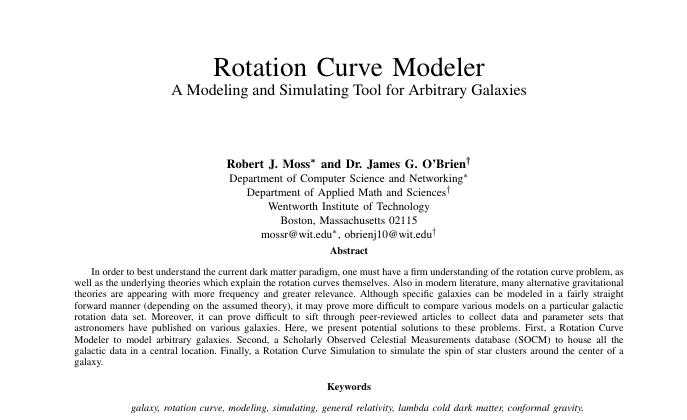 Rotation Curve Modeler
A Modeling and Simulating Tool for Arbitrary Galaxies
Robert J. Moss* and Dr. James G. O'Brien†
Department of Computer Science and Networking*
Department of Applied Math and Sciences†
Wentworth Institute of Technology
Boston, Massachusetts 02115
mossr@wit.edu*, obrienj10@wit.edu†
Abstract
In order to best understand the current dark matter paradigm, one must have a firm understanding of the rotation curve problem, as
well as the underlying theories which explain the rotation curves themselves. Also in modern literature, many alternative gravitational
theories are appearing with more frequency and greater relevance. Although specific galaxies can be modeled in a fairly straight
forward manner (depending on the assumed theory), it may prove more difficult to compare various models on a particular galactic
rotation data set. Moreover, it can prove difficult to sift through peer-reviewed articles to collect data and parameter sets that
astronomers have published on various galaxies. Here, we present potential solutions to these problems. First, a Rotation Curve
Modeler to model arbitrary galaxies. Second, a Scholarly Observed Celestial Measurements database (SOCM) to house all the
galactic data in a central location. Finally, a Rotation Curve Simulation to simulate the spin of star clusters around the center of a
galaxy.
Keywords
galaxy, rotation curve, modeling, simulating, general relativity, lambda cold dark matter, conformal gravity.